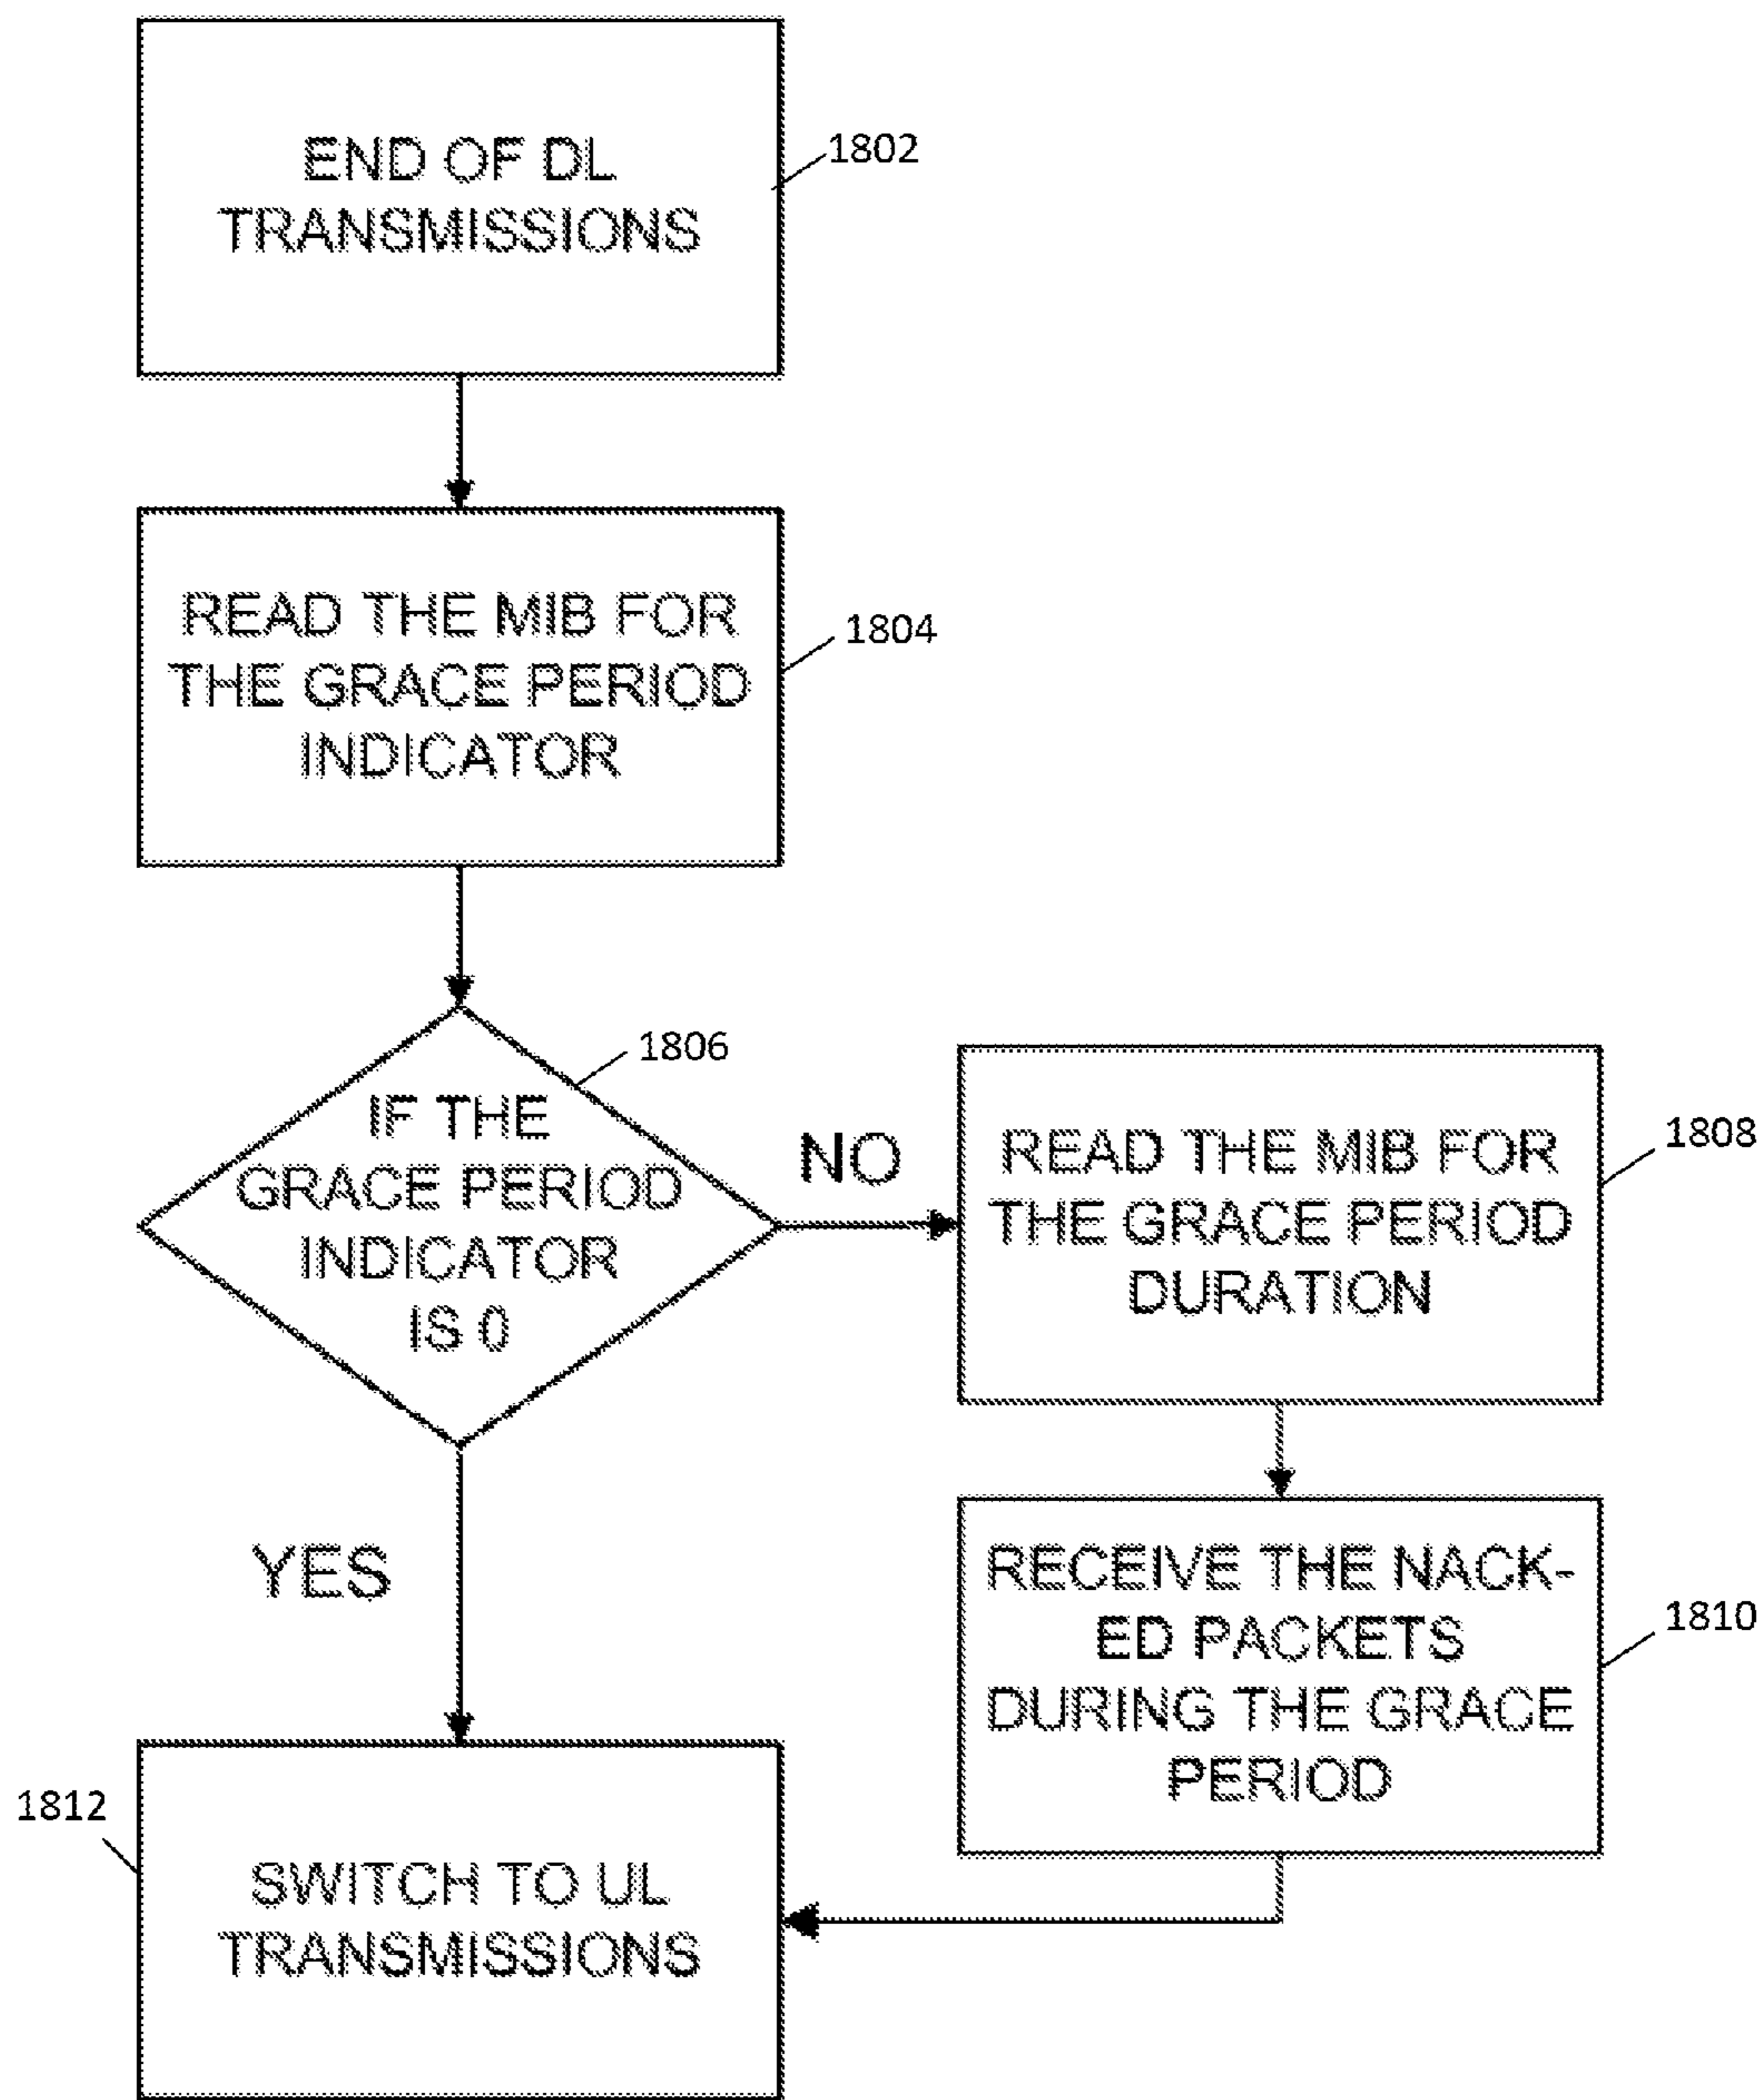 END OF DL
TRANSMISSIONS
1802
READ THE MIB FOR
THE GRACE PERIOD
INDICATOR
1804
IF THE
GRACE PERIOD
INDICATOR
IS 0
1806
NO
READ THE MIB FOR
THE GRACE PERIOD
DURATION
1808
YES
RECEIVE THE NACK-
ED PACKETS
DURING THE GRACE
PERIOD
1810
1812
SWITCH TO UL
TRANSMISSIONS